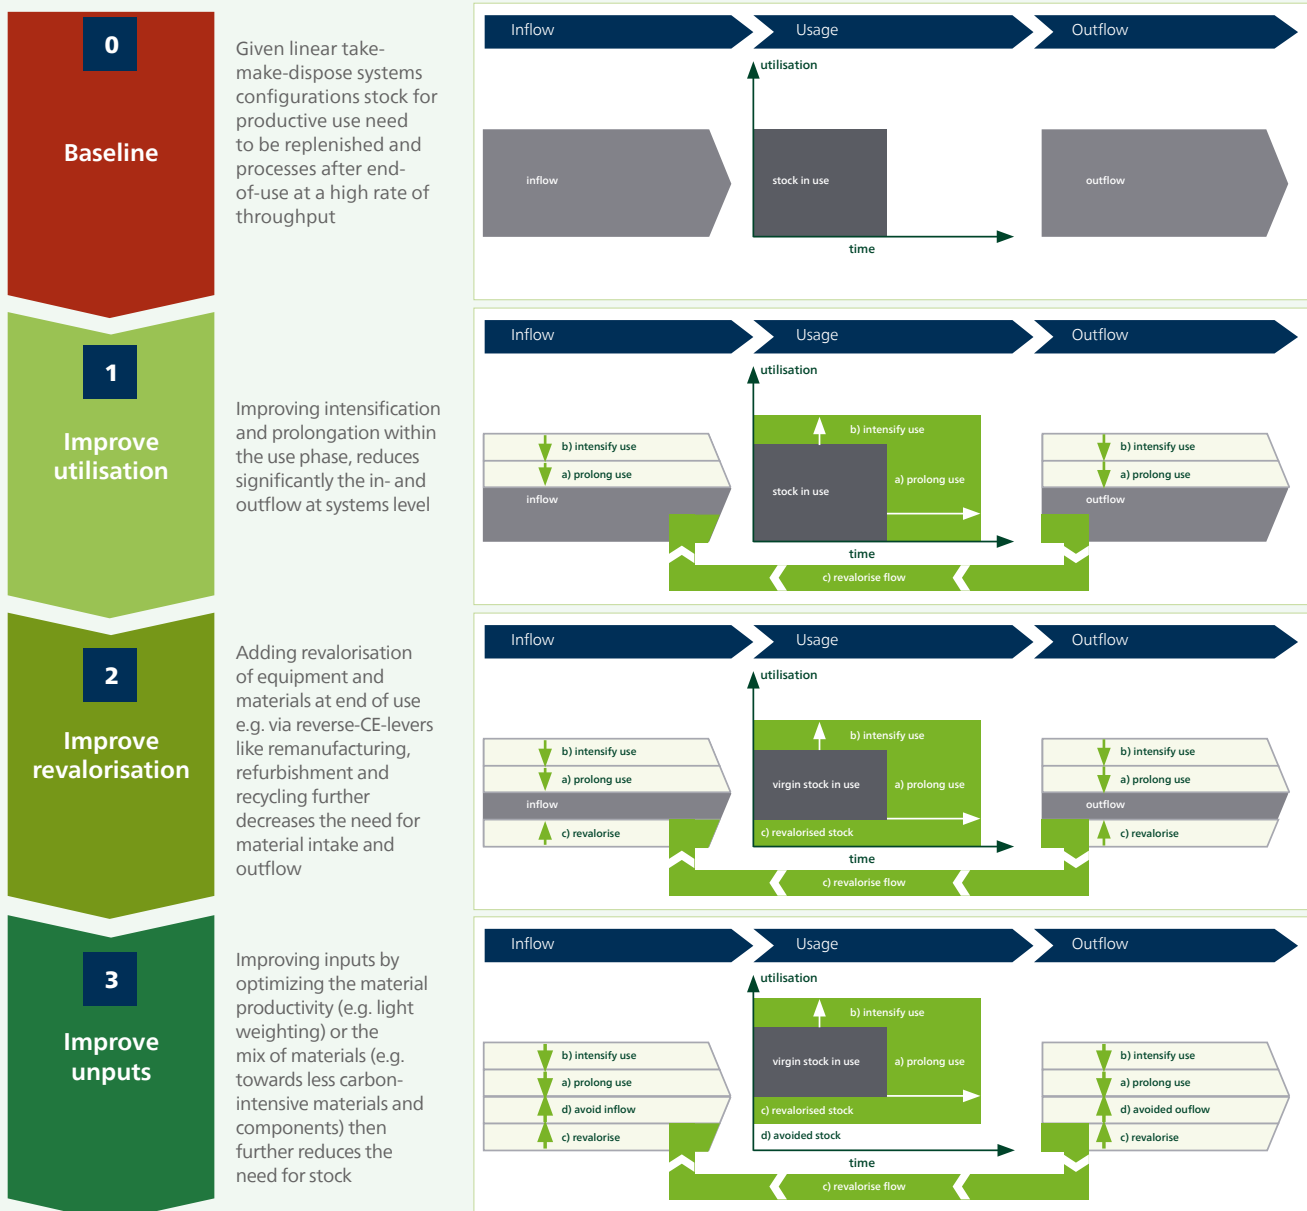 0
Baseline
Given linear take-
make-dispose systems
configurations stock for
productive use need
to be replenished and
processes after end-
of-use at a high rate of
throughput
Inflow
Usage
Outflow
utilisation
inflow
stock in use
outflow
time
1
Improve
utilisation
Improving intensification
and prolongation within
the use phase, reduces
significantly the in- and
outflow at systems level
Inflow
Usage
Outflow
utilisation
b) intensify use
a) prolong use
inflow
b) intensify use
stock in use
a) prolong use
time
b) intensify use
a) prolong use
outflow
c) revalorise flow
2
Improve
revalorisation
Adding revalorisation
of equipment and
materials at end of use
e.g. via reverse-CE-levers
like remanufacturing,
refurbishment and
recycling further
decreases the need for
material intake and
outflow
Inflow
Usage
Outflow
utilisation
b) intensify use
a) prolong use
inflow
c) revalorise
b) intensify use
virgin stock in use
a) prolong use
c) revalorised stock
time
b) intensify use
a) prolong use
outflow
c) revalorise
c) revalorise flow
3
Improve
unputs
Improving inputs by
optimizing the material
productivity (e.g. light
weighting) or the
mix of materials (e.g.
towards less carbon-
intensive materials and
components) then
further reduces the
need for stock
Inflow
Usage
Outflow
utilisation
b) intensify use
a) prolong use
d) avoid inflow
c) revalorise
b) intensify use
virgin stock in use
a) prolong use
c) revalorised stock
d) avoided stock
time
b) intensify use
a) prolong use
d) avoided ouflow
c) revalorise
c) revalorise flow